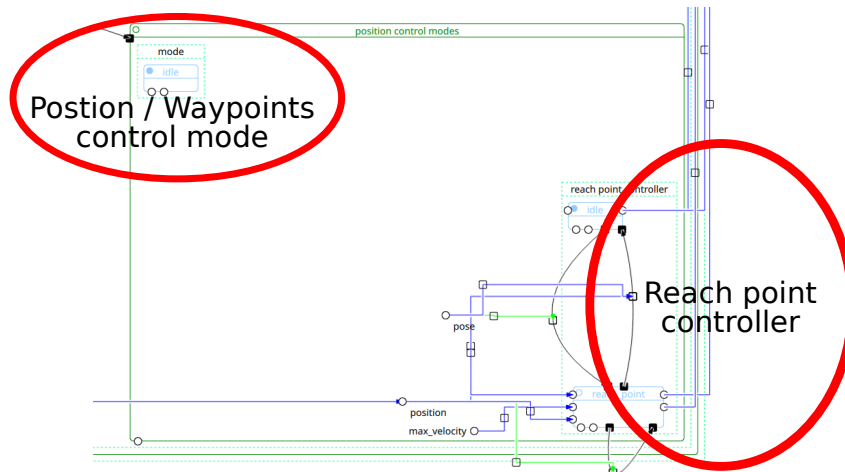 position control modes
mode
idle
Postion / Waypoints
control mode
reach point controller
idle
Reach point
controller
pose
reach_point
position
max_velocity